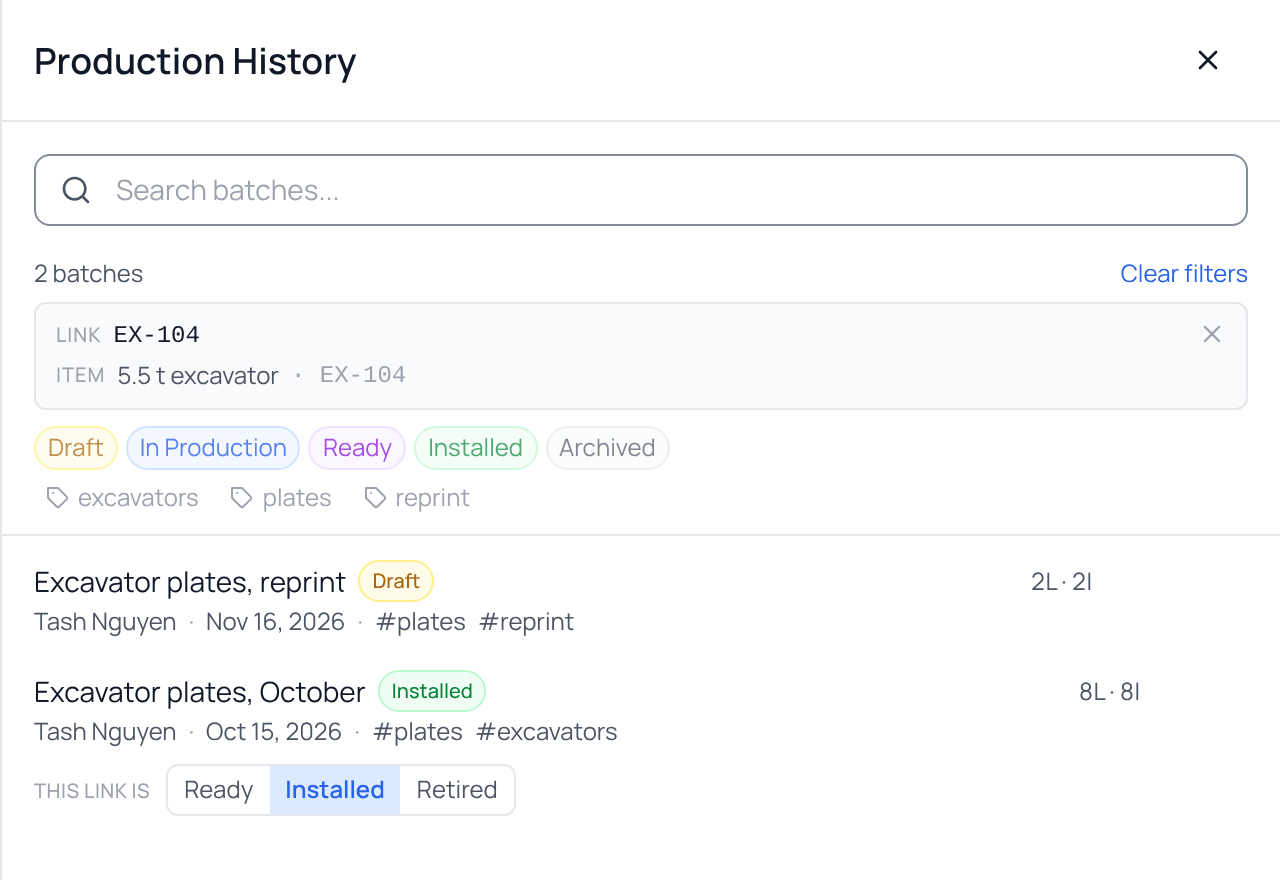 Production History
Search batches...
2 batches
Clear filters
LINK EX-104
ITEM 5.5 t excavator · EX-104
Draft In Production Ready Installed Archived
excavators plates reprint
Excavator plates, reprint Draft 2L · 2I
Tash Nguyen · Nov 16, 2026 · #plates #reprint
Excavator plates, October Installed 8L · 8I
Tash Nguyen · Oct 15, 2026 · #plates #excavators
THIS LINK IS Ready Installed Retired